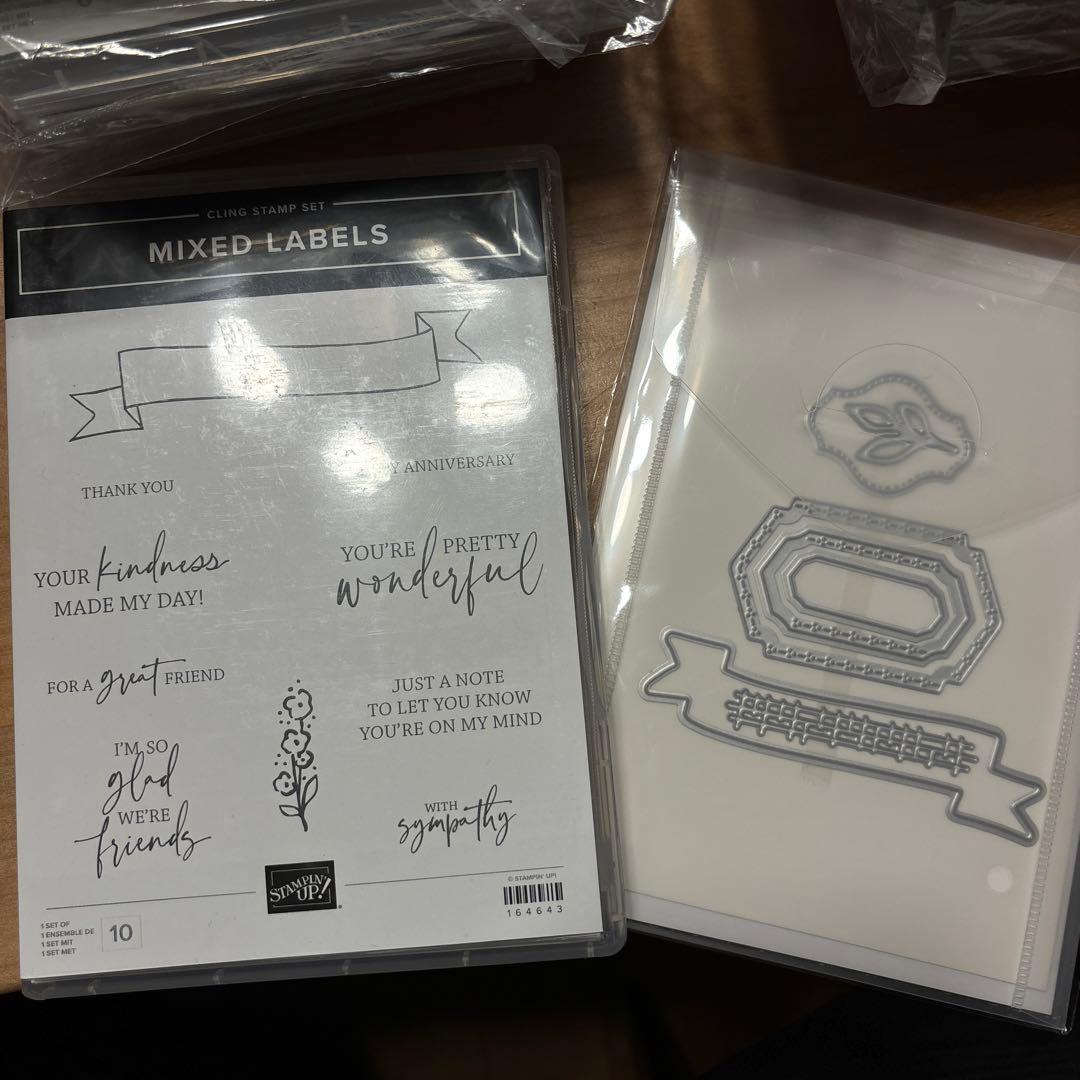 CLING STAMP SET
MIXED LABELS
THANK YOU
ANNIVERSARY
YOUR kindness
MADE MY DAY!
YOU'RE PRETTY
wonderful
FOR A great FRIEND
JUST A NOTE
TO LET YOU KNOW
YOU'RE ON MY MIND
I'M SO
glad
WE'RE
friends
WITH
sympathy
STAMPIN'
UP!
© STAMPIN' UP!
164643
1 SET OF
1 ENSEMBLE DE
1 SET MIT
1 SET MET
10